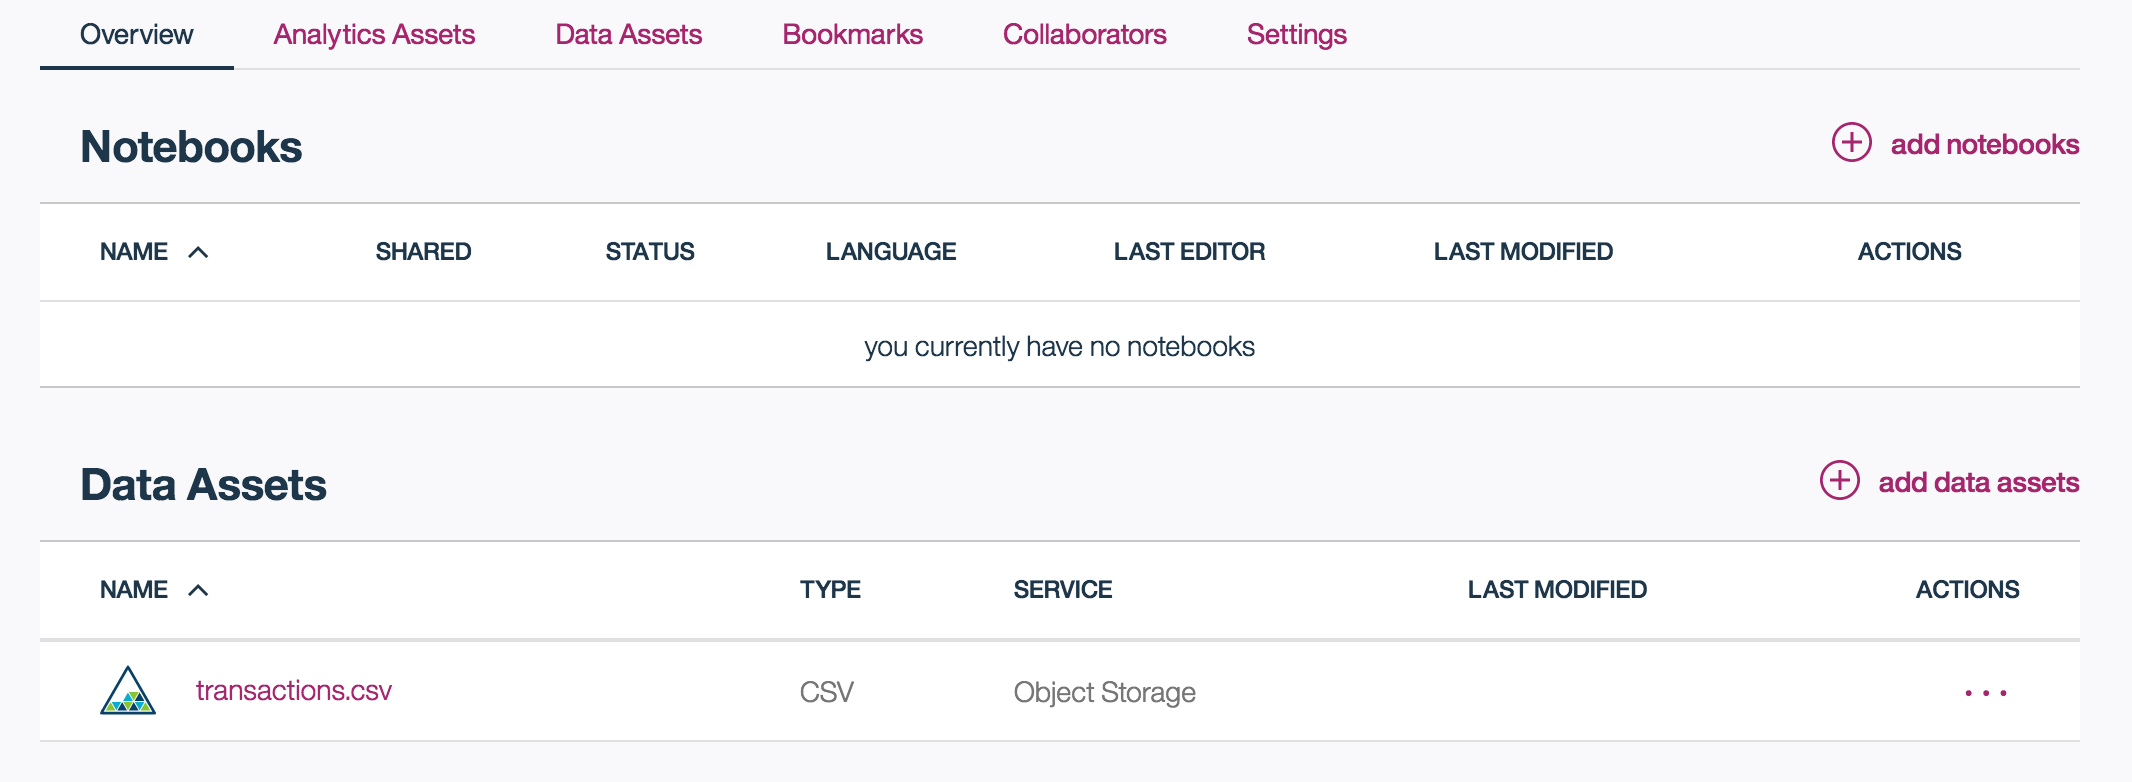 Overview Analytics Assets Data Assets Bookmarks Collaborators Settings
Notebooks
add notebooks
NAME SHARED STATUS LANGUAGE LAST EDITOR LAST MODIFIED ACTIONS
you currently have no notebooks
Data Assets
add data assets
NAME TYPE SERVICE LAST MODIFIED ACTIONS
transactions.csv CSV Object Storage